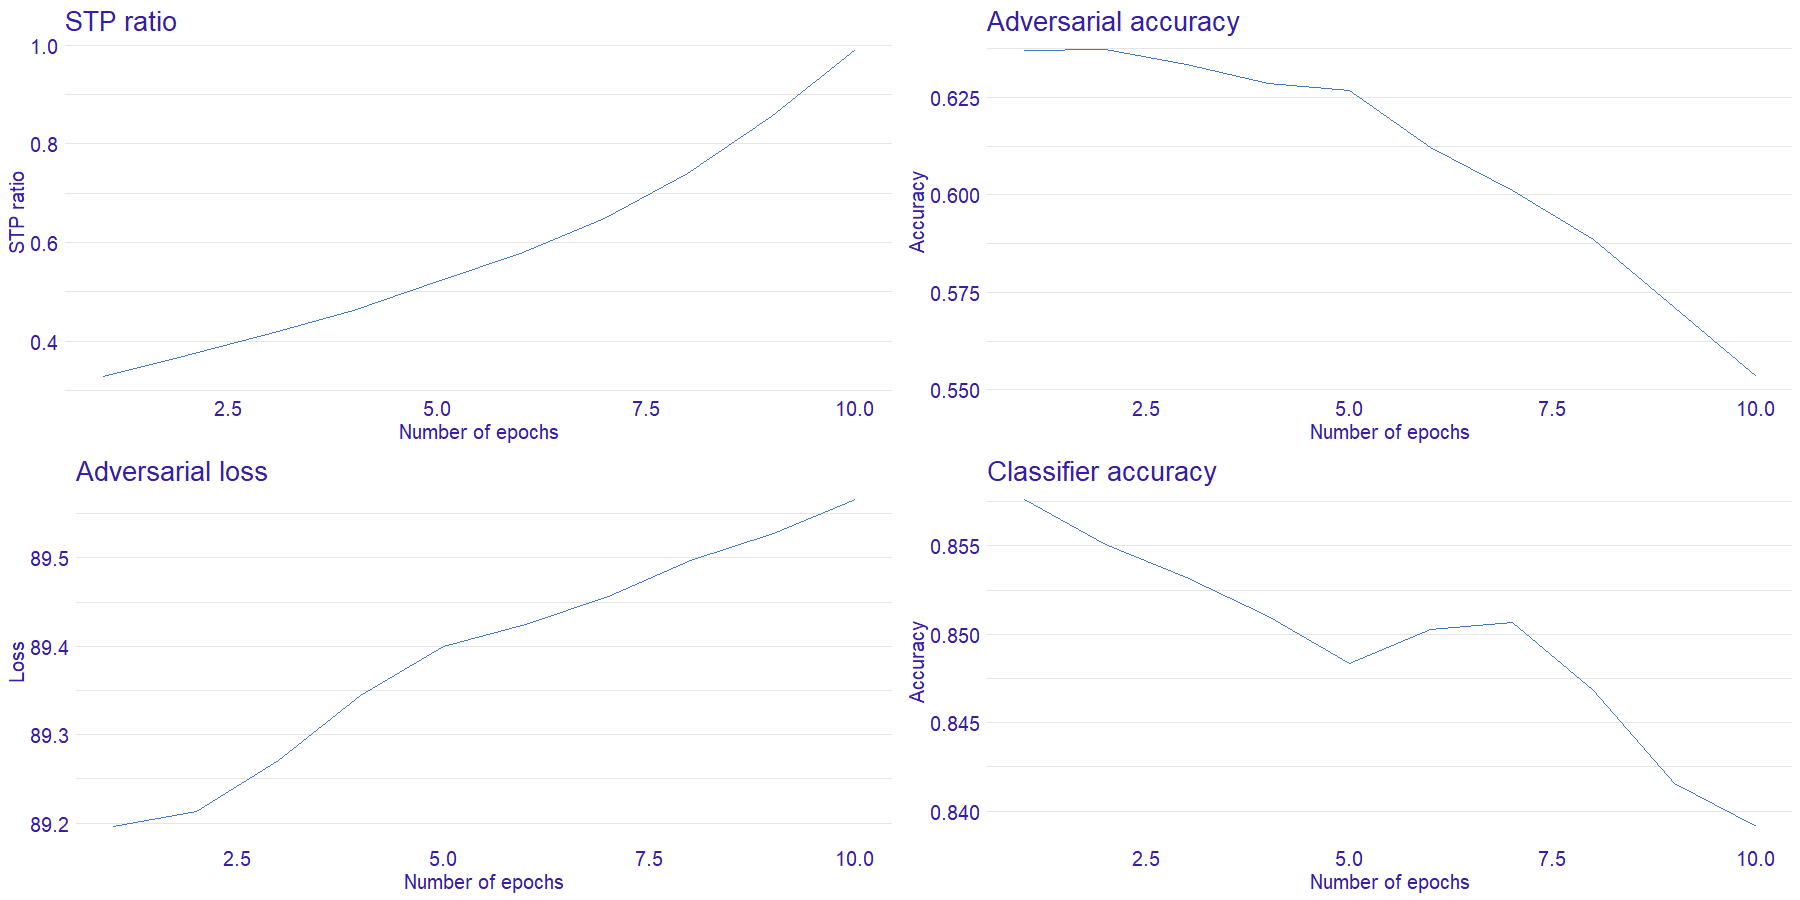 STP ratio
1.0
0.8
0.6
0.4
STP ratio
2.5 5.0 7.5 10.0
Number of epochs
Adversarial accuracy
0.625
0.600
0.575
0.550
Accuracy
2.5 5.0 7.5 10.0
Number of epochs
Adversarial loss
89.5
89.4
89.3
89.2
Loss
2.5 5.0 7.5 10.0
Number of epochs
Classifier accuracy
0.855
0.850
0.845
0.840
Accuracy
2.5 5.0 7.5 10.0
Number of epochs